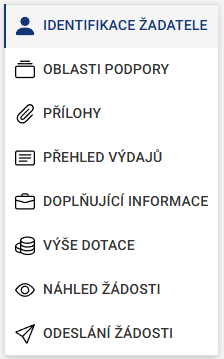 IDENTIFIKACE ŽADATELE
OBLASTI PODPORY
PŘÍLOHY
PŘEHLED VÝDAJŮ
DOPLŇUJÍCÍ INFORMACE
VÝŠE DOTACE
NÁHLED ŽÁDOSTI
ODESLÁNÍ ŽÁDOSTI